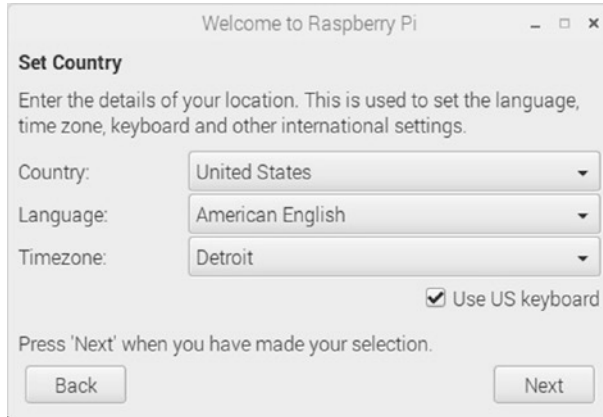 Welcome to Raspberry Pi
Set Country
Enter the details of your location. This is used to set the language,
time zone, keyboard and other international settings.
Country: United States
Language: American English
Timezone: Detroit
Use US keyboard
Press 'Next' when you have made your selection.
Back Next